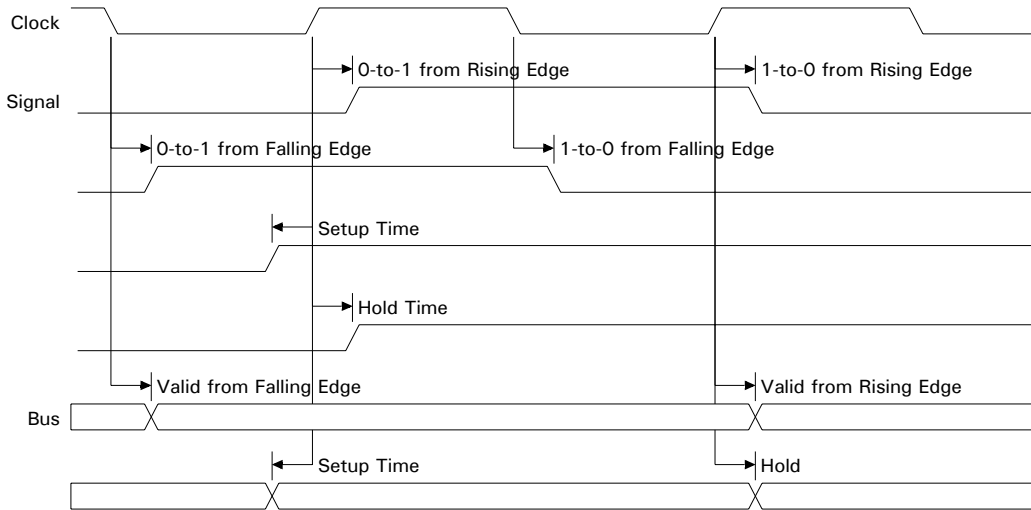 Clock
0-to-1 from Rising Edge
1-to-0 from Rising Edge
Signal
0-to-1 from Falling Edge
1-to-0 from Falling Edge
Setup Time
Hold Time
Valid from Falling Edge
Valid from Rising Edge
Bus
Setup Time
Hold